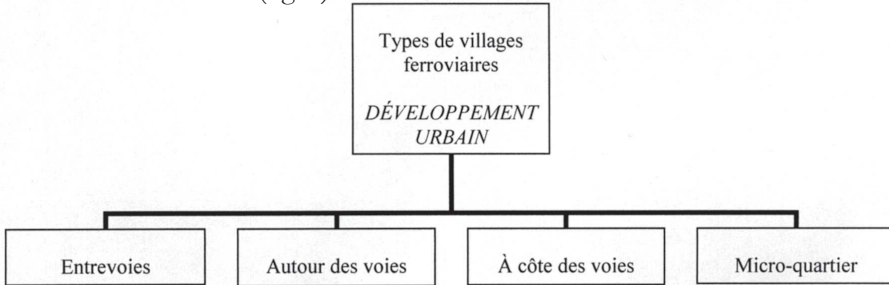 Types de villages
ferroviaires
DÉVELOPPEMENT
URBAIN
Entrevoies
Autour des voies
À côte des voies
Micro-quartier